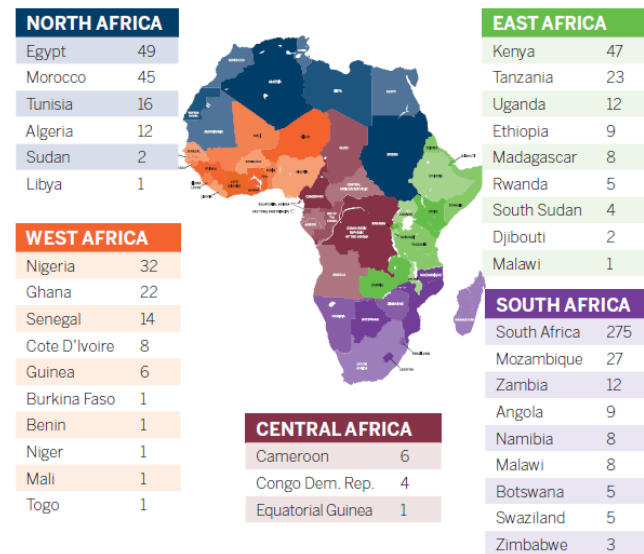 NORTH AFRICA
Egypt 49
Morocco 45
Tunisia 16
Algeria 12
Sudan 2
Libya 1
WEST AFRICA
Nigeria 32
Ghana 22
Senegal 14
Cote D'Ivoire 8
Guinea 6
Burkina Faso 1
Benin 1
Niger 1
Mali 1
Togo 1
CENTRAL AFRICA
Cameroon 6
Congo Dem. Rep. 4
Equatorial Guinea 1
EAST AFRICA
Kenya 47
Tanzania 23
Uganda 12
Ethiopia 9
Madagascar 8
Rwanda 5
South Sudan 4
Djibouti 2
Malawi 1
SOUTH AFRICA
South Africa 275
Mozambique 27
Zambia 12
Angola 9
Namibia 8
Malawi 8
Botswana 5
Swaziland 5
Zimbabwe 3